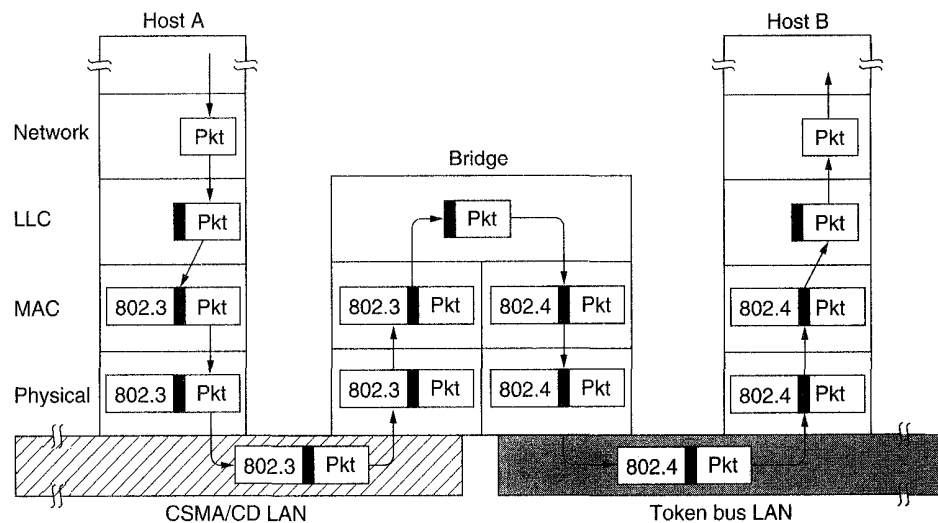 Host A
Host B
Network
Pkt
Pkt
Bridge
LLC
Pkt
Pkt
Pkt
MAC
802.3 Pkt
802.3 Pkt
802.4 Pkt
802.4 Pkt
Physical
802.3 Pkt
802.3 Pkt
802.4 Pkt
802.4 Pkt
802.3 Pkt
802.4 Pkt
CSMA/CD LAN
Token bus LAN